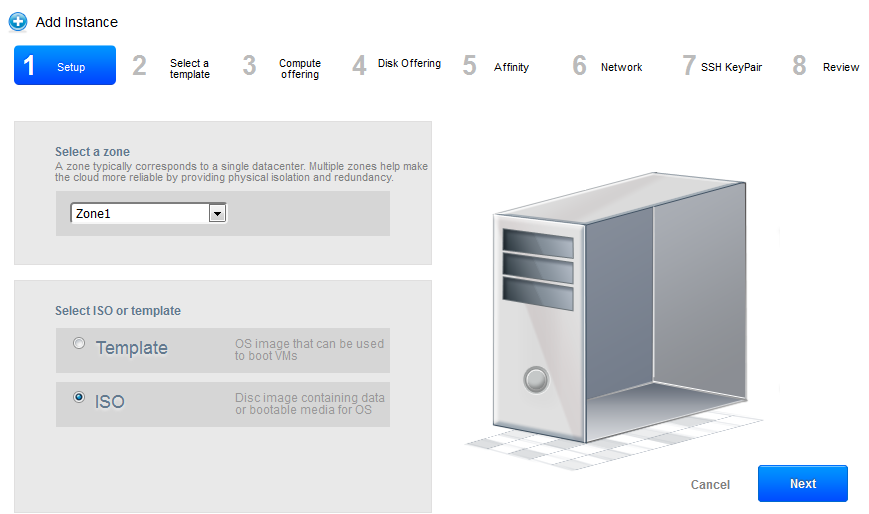 Add Instance
1 Setup
2 Select a
template
3 Compute
offering
4 Disk Offering
5 Affinity
6 Network
7 SSH KeyPair
8 Review
Select a zone
A zone typically corresponds to a single datacenter. Multiple zones help make
the cloud more reliable by providing physical isolation and redundancy.
Zone1
Select ISO or template
Template
OS image that can be used
to boot VMs
ISO
Disc image containing data
or bootable media for OS
Cancel
Next